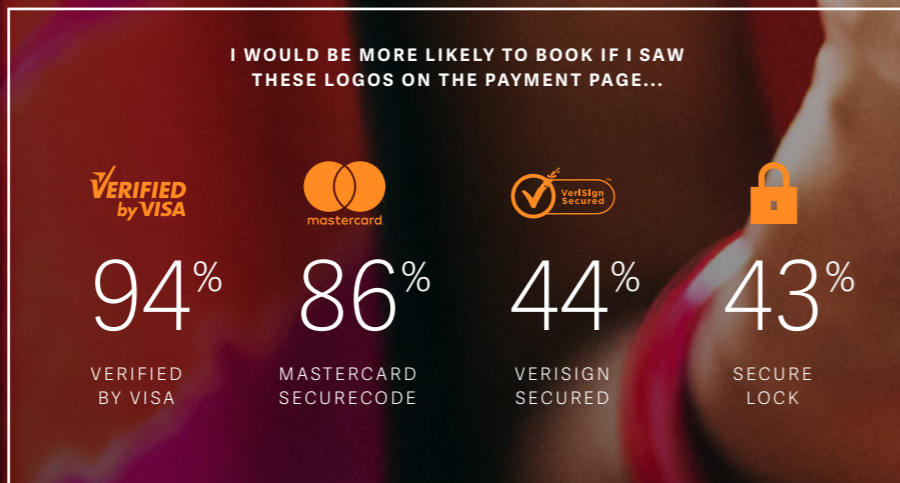 I WOULD BE MORE LIKELY TO BOOK IF I SAW
THESE LOGOS ON THE PAYMENT PAGE...
VERIFIED
by VISA
mastercard.
VeriSign
Secured
™
94%
86%
44%
43%
VERIFIED
BY VISA
MASTERCARD
SECURECODE
VERISIGN
SECURED
SECURE
LOCK